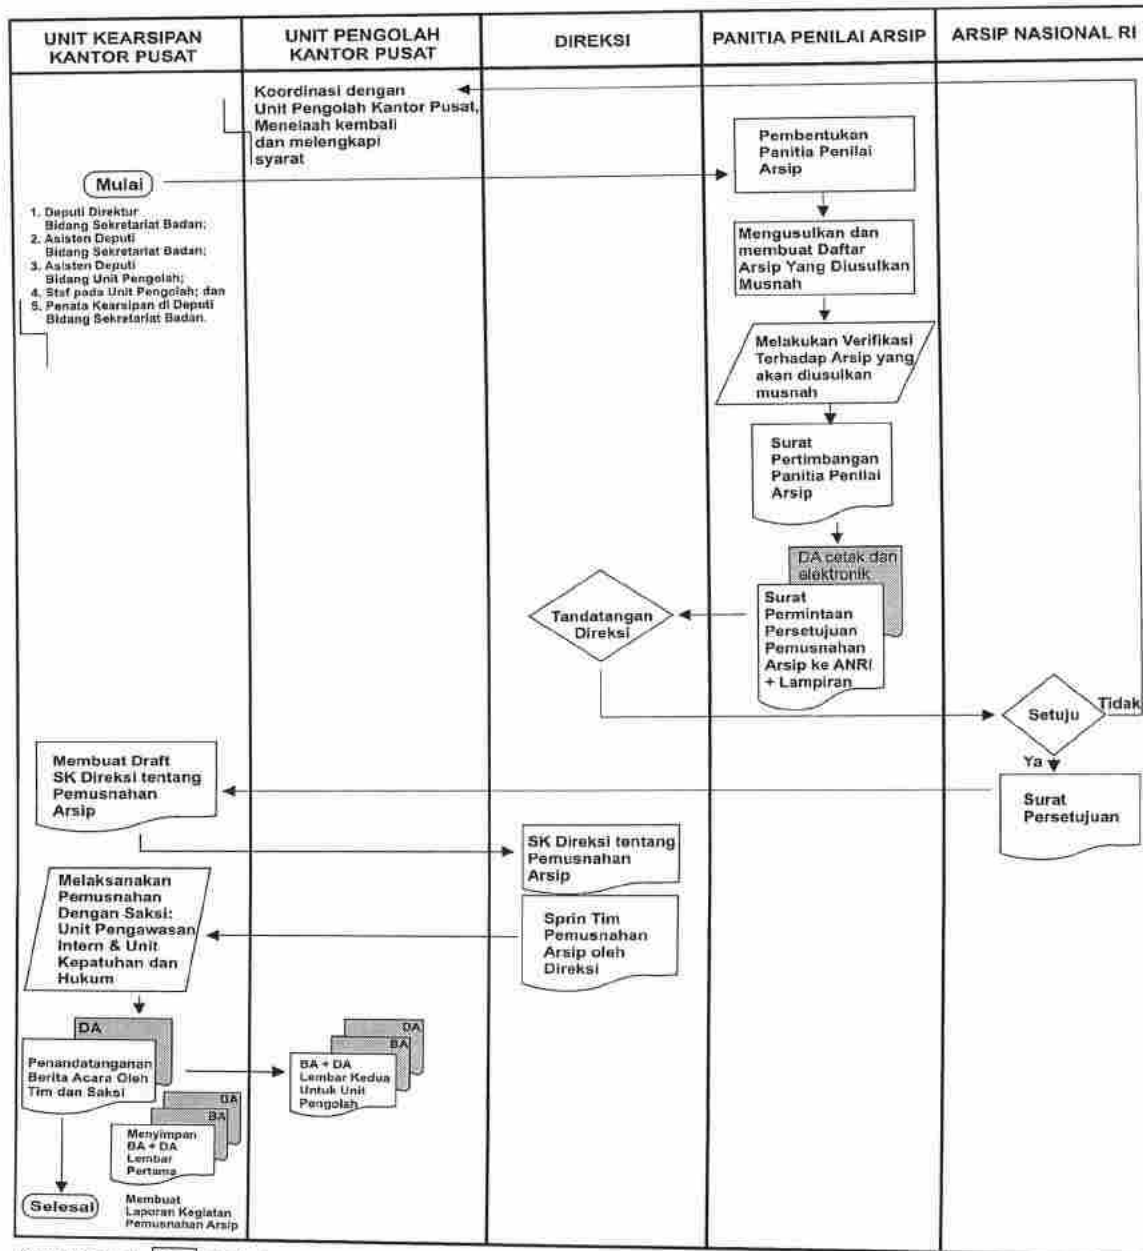 UNIT KEARSIPAN
KANTOR PUSAT
UNIT PENGOLAH
KANTOR PUSAT
DIREKSI
PANITIA PENILAI ARSIP
ARSIP NASIONAL RI
Koordinasi dengan
Unit Pengolah Kantor Pusat,
Menelaah kembali
dan melengkapi
syarat
Mulai
1. Deputi Direktur
Bidang Sekretariat Badan;
2. Asisten Deputi
Bidang Sekretariat Badan;
3. Asisten Deputi
Bidang Unit Pengolah;
4. Staf pada Unit Pengolah; dan
5. Penata Kearsipan di Deputi
Bidang Sekretariat Badan.
Pembentukan
Panitia Penilai
Arsip
Mengusulkan dan
membuat Daftar
Arsip Yang Diusulkan
Musnah
Melakukan Verifikasi
Terhadap Arsip yang
akan diusulkan
musnah
Surat
Pertimbangan
Panitia Penilai
Arsip
DA cetak dan
elektronik
Surat
Permintaan
Persetujuan
Pemusnahan
Arsip ke ANRI
+ Lampiran
Tandatangan
Direksi
Setuju
Tidak
Ya
Surat
Persetujuan
Membuat Draft
SK Direksi tentang
Pemusnahan
Arsip
SK Direksi tentang
Pemusnahan
Arsip
Sprin Tim
Pemusnahan
Arsip oleh
Direksi
Melaksanakan
Pemusnahan
Dengan Saksi:
Unit Pengawasan
Intern & Unit
Kepatuhan dan
Hukum
DA
Penandatanganan
Berita Acara Oleh
Tim dan Saksi
DA
BA
BA + DA
Lembar Kedua
Untuk Unit
Pengolah
DA
BA
Menyimpan
BA + DA
Lembar
Pertama
Selesai
Membuat
Laporan Kegiatan
Pemusnahan Arsip